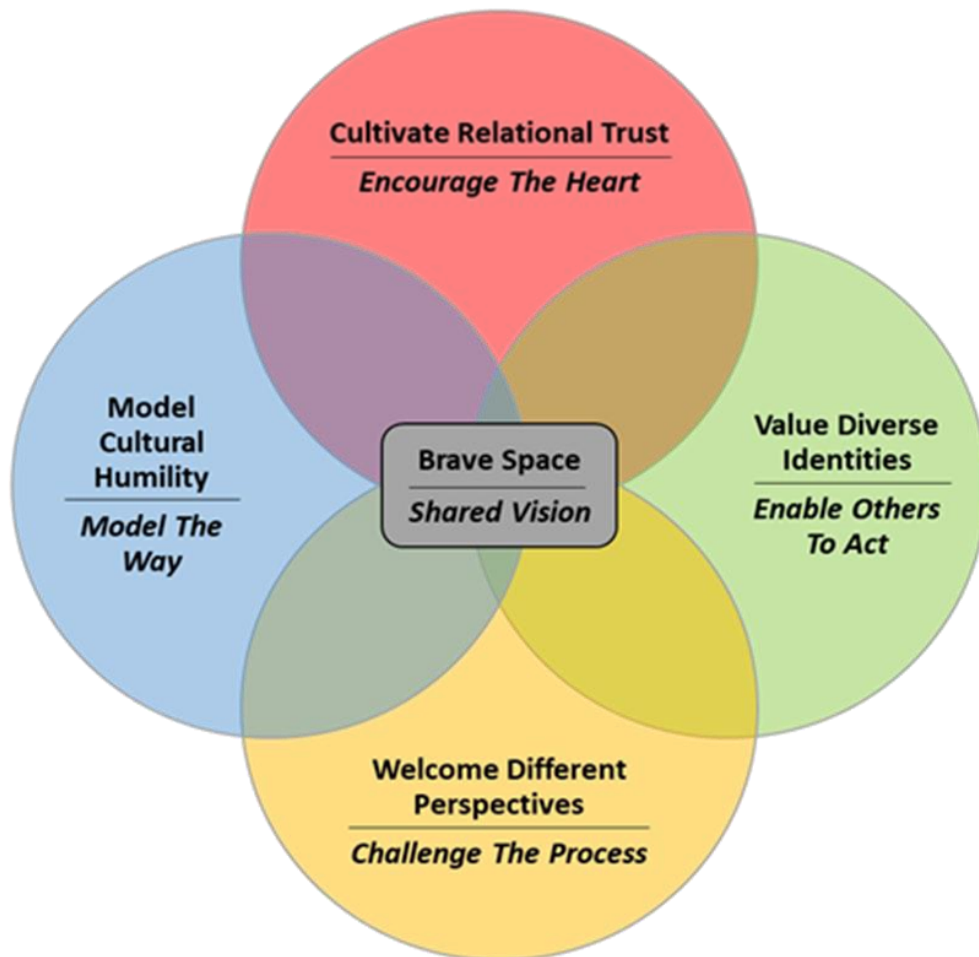 Cultivate Relational Trust
Encourage The Heart
Model
Cultural
Humility
Model The
Way
Brave Space
Shared Vision
Value Diverse
Identities
Enable Others
To Act
Welcome Different
Perspectives
Challenge The Process